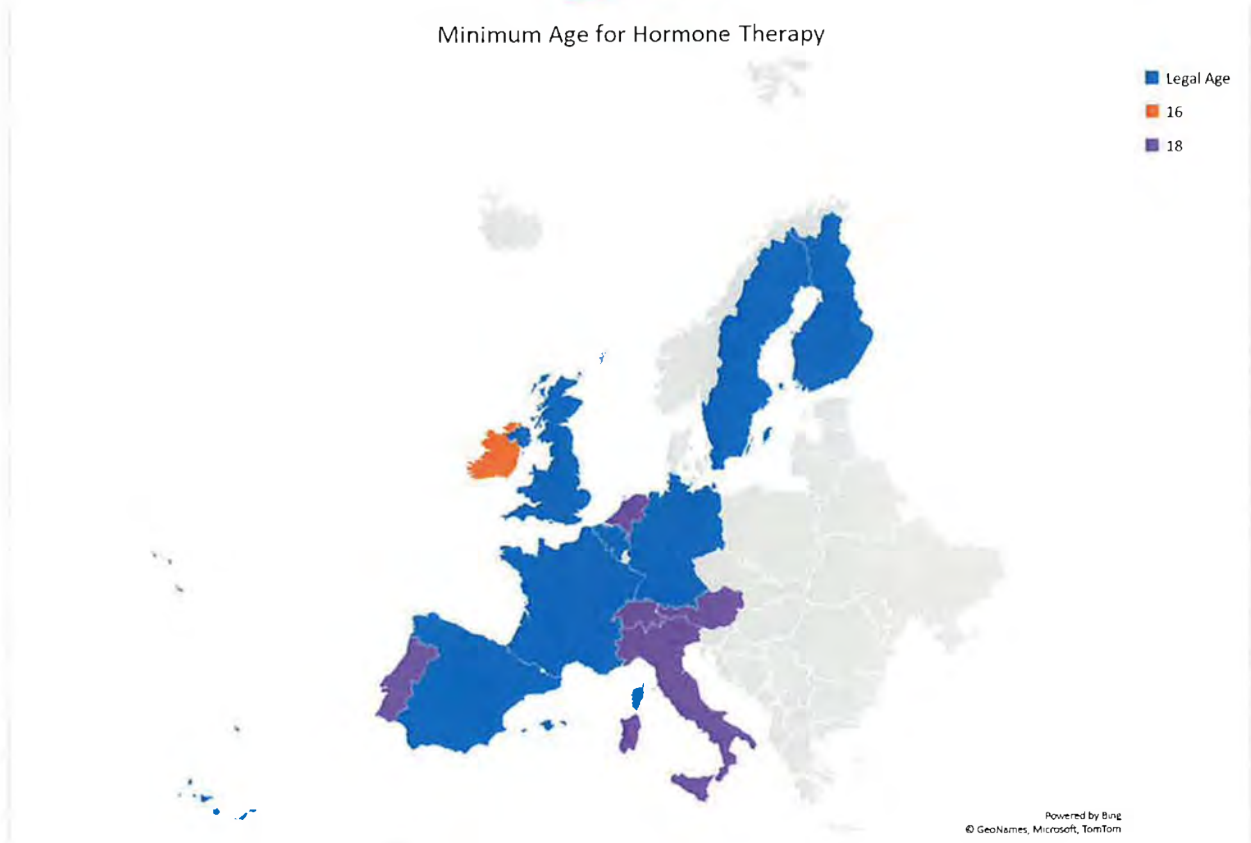 Minimum Age for Hormone Therapy
Legal Age
16
18
Powered by Bing
© GeoNames, Microsoft, TomTom